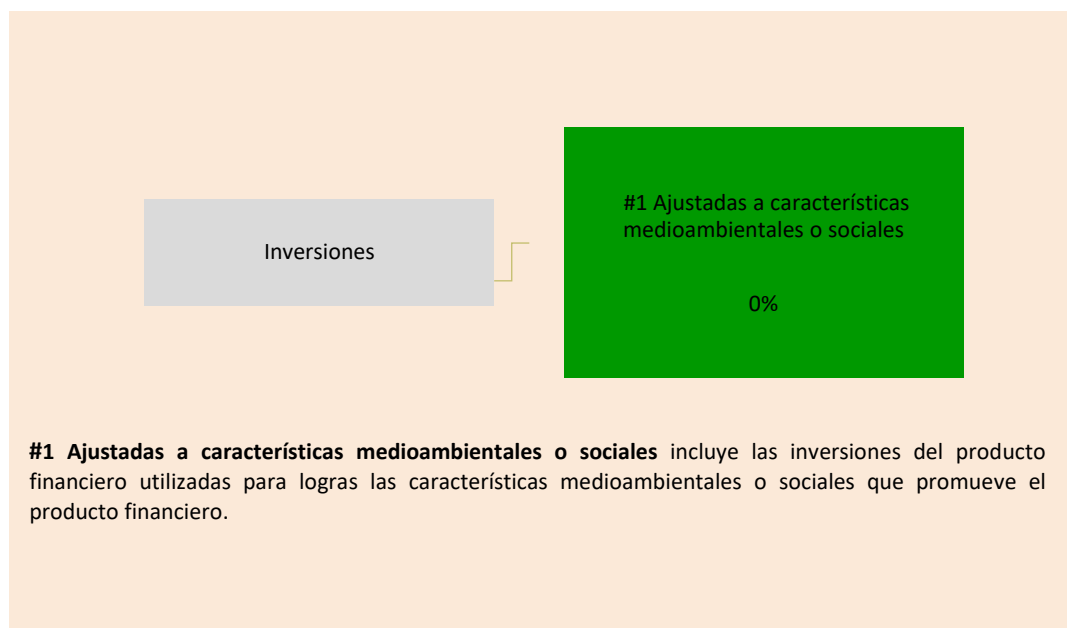 #1 Ajustadas a características
medioambientales o sociales
Inversiones
0%
#1 Ajustadas a características medioambientales o sociales incluye las inversiones del producto
financiero utilizadas para logras las características medioambientales o sociales que promueve el
producto financiero.